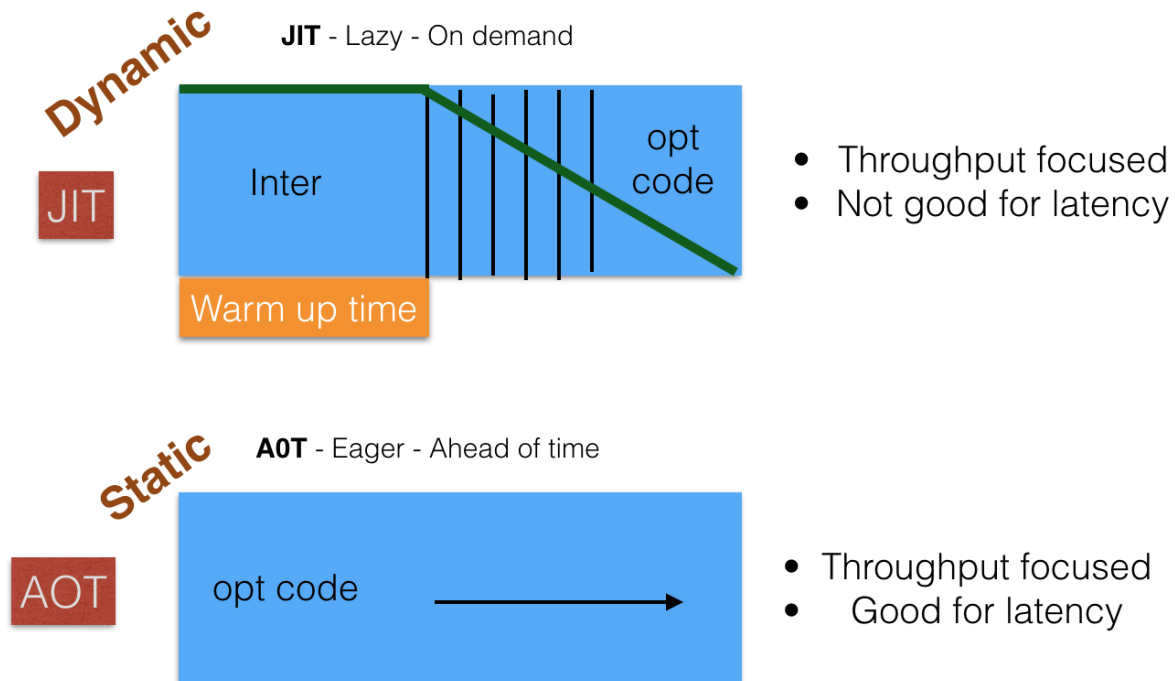 Dynamic
JIT - Lazy - On demand
JIT
Inter
opt
code
Warm up time
• Throughput focused
• Not good for latency
Static
A0T - Eager - Ahead of time
AOT
opt code
• Throughput focused
• Good for latency